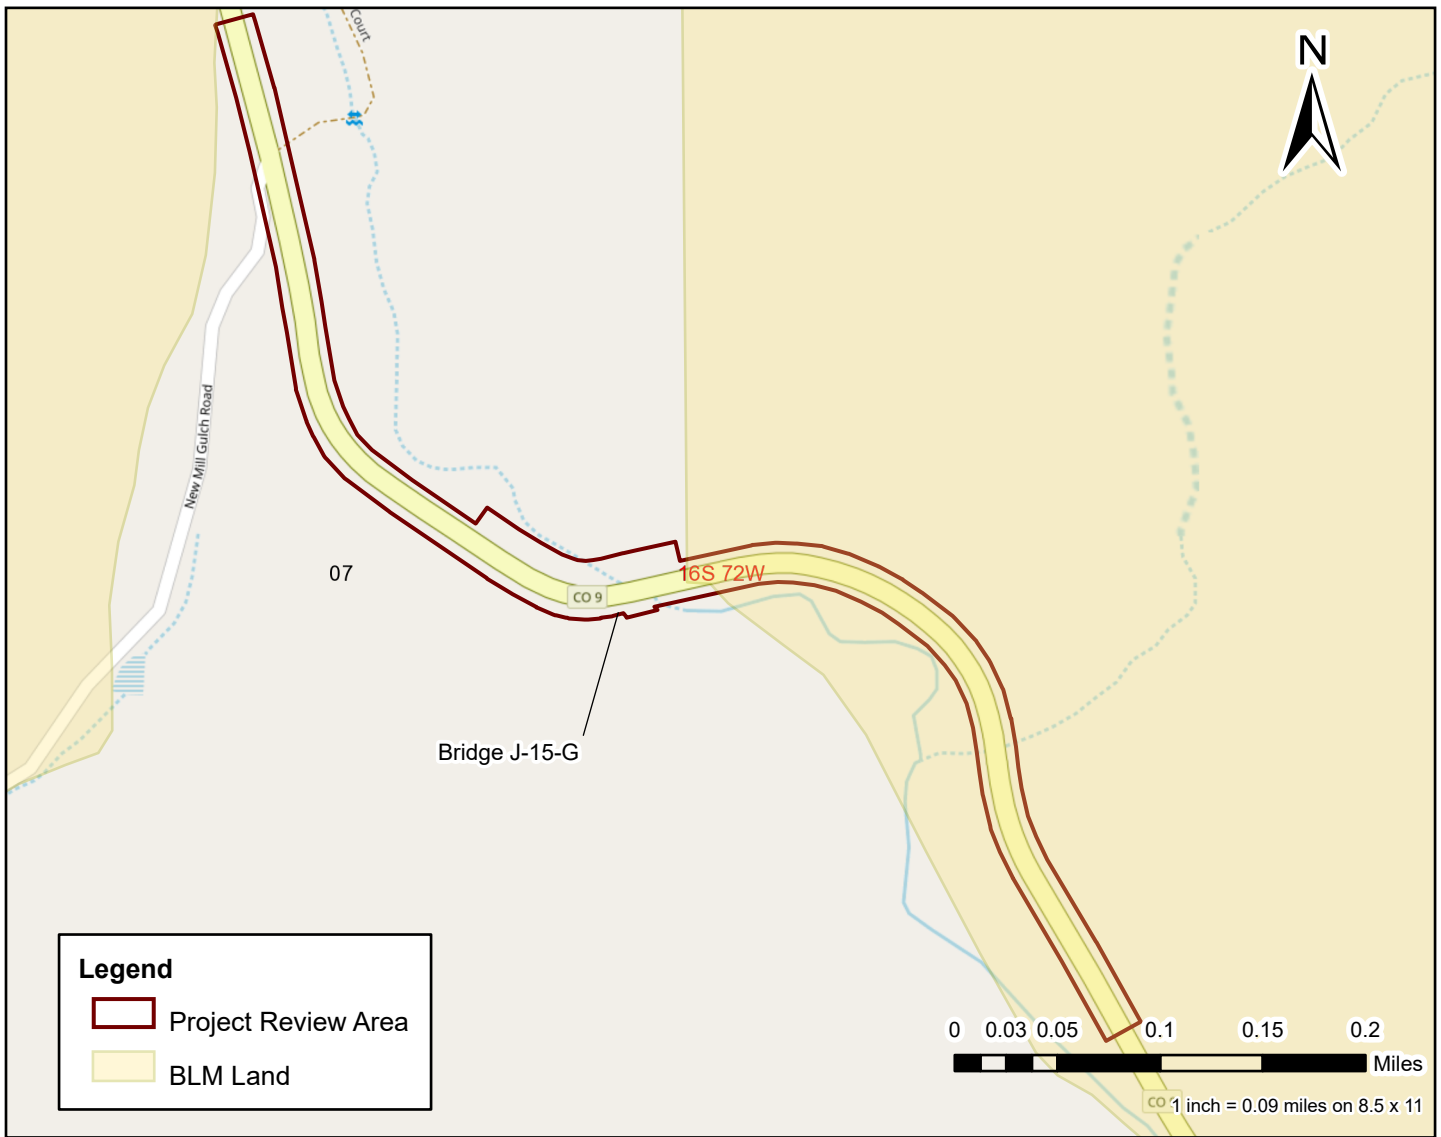 Court
N
New Mill Gulch Road
07
16S 72W
CO 9
Bridge J-15-G
Legend
Project Review Area
BLM Land
0 0.03 0.05 0.1 0.15 0.2
Miles
CO
1 inch = 0.09 miles on 8.5 x 11